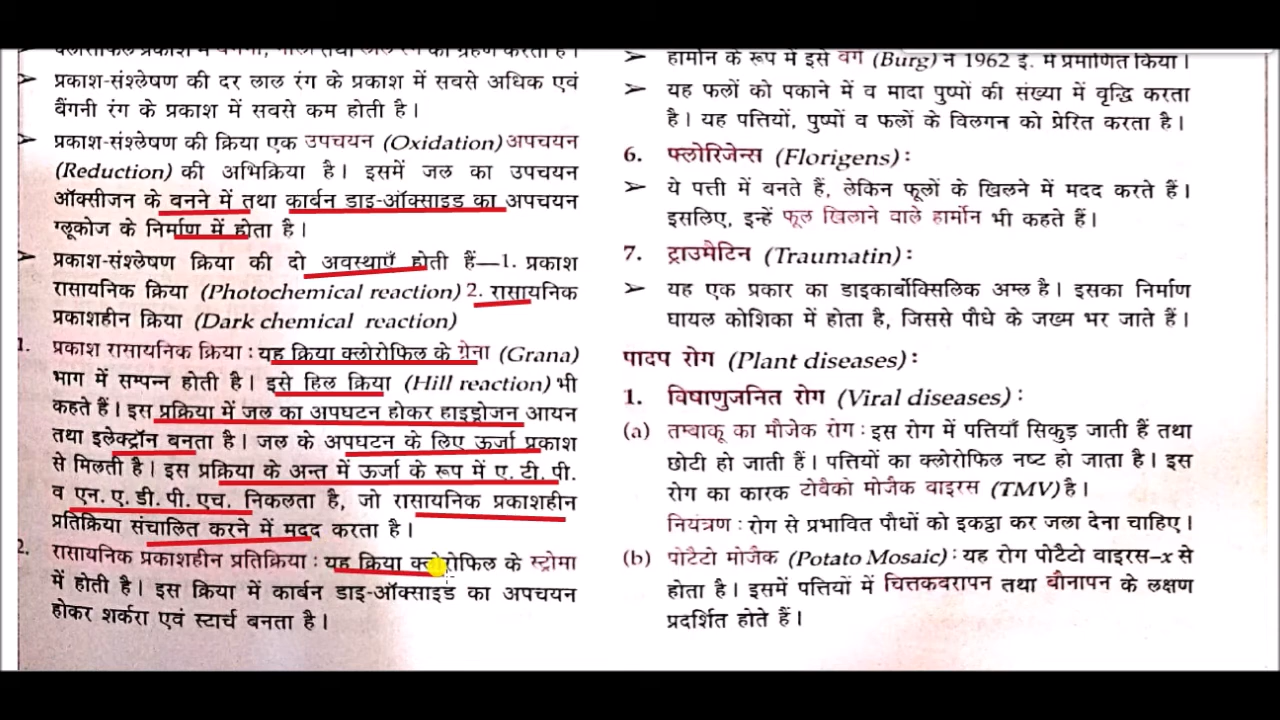 क्लोरोफिल प्रकाश में बैंगनी, नीला तथा लाल रंग को ग्रहण करता है।
➤ प्रकाश-संश्लेषण की दर लाल रंग के प्रकाश में सबसे अधिक एवं
बैंगनी रंग के प्रकाश में सबसे कम होती है।
➤ प्रकाश-संश्लेषण की क्रिया एक उपचयन (Oxidation) अपचयन
(Reduction) की अभिक्रिया है। इसमें जल का उपचयन
ऑक्सीजन के बनने में तथा कार्बन डाइ-ऑक्साइड का अपचयन
ग्लूकोज के निर्माण में होता है।
➤ प्रकाश-संश्लेषण क्रिया की दो अवस्थाएँ होती हैं—1. प्रकाश
रासायनिक क्रिया (Photochemical reaction) 2. रासायनिक
प्रकाशहीन क्रिया (Dark chemical reaction)
1. प्रकाश रासायनिक क्रिया : यह क्रिया क्लोरोफिल के ग्रेना (Grana)
भाग में सम्पन्न होती है। इसे हिल क्रिया (Hill reaction) भी
कहते हैं। इस प्रक्रिया में जल का अपघटन होकर हाइड्रोजन आयन
तथा इलेक्ट्रॉन बनता है। जल के अपघटन के लिए ऊर्जा प्रकाश
से मिलती है। इस प्रक्रिया के अन्त में ऊर्जा के रूप में ए. टी. पी.
व एन. ए. डी. पी. एच. निकलता है, जो रासायनिक प्रकाशहीन
प्रतिक्रिया संचालित करने में मदद करता है।
2. रासायनिक प्रकाशहीन प्रतिक्रिया : यह क्रिया क्लोरोफिल के स्ट्रोमा
में होती है। इस क्रिया में कार्बन डाइ-ऑक्साइड का अपचयन
होकर शर्करा एवं स्टार्च बनता है।
हार्मोन के रूप में इसे बर्ग (Burg) ने 1962 ई. में प्रमाणित किया।
➤ यह फलों को पकाने में व मादा पुष्पों की संख्या में वृद्धि करता
है। यह पत्तियों, पुष्पों व फलों के विलगन को प्रेरित करता है।
6. फ्लोरिजेन्स (Florigens) :
➤ ये पत्ती में बनते हैं, लेकिन फूलों के खिलने में मदद करते हैं।
इसलिए, इन्हें फूल खिलाने वाले हार्मोन भी कहते हैं।
7. ट्राउमैटिन (Traumatin) :
➤ यह एक प्रकार का डाइकार्बोक्सिलिक अम्ल है। इसका निर्माण
घायल कोशिका में होता है, जिससे पौधे के जख्म भर जाते हैं।
पादप रोग (Plant diseases) :
1. विषाणुजनित रोग (Viral diseases) :
(a) तम्बाकू का मौजेक रोग : इस रोग में पत्तियाँ सिकुड़ जाती हैं तथा
छोटी हो जाती हैं। पत्तियों का क्लोरोफिल नष्ट हो जाता है। इस
रोग का कारक टोबैको मोजैक वाइरस (TMV) है।
नियंत्रण : रोग से प्रभावित पौधों को इकट्ठा कर जला देना चाहिए।
(b) पोटैटो मोजैक (Potato Mosaic) : यह रोग पोटैटो वाइरस–x से
होता है। इसमें पत्तियों में चित्तकबरापन तथा बौनापन के लक्षण
प्रदर्शित होते हैं।